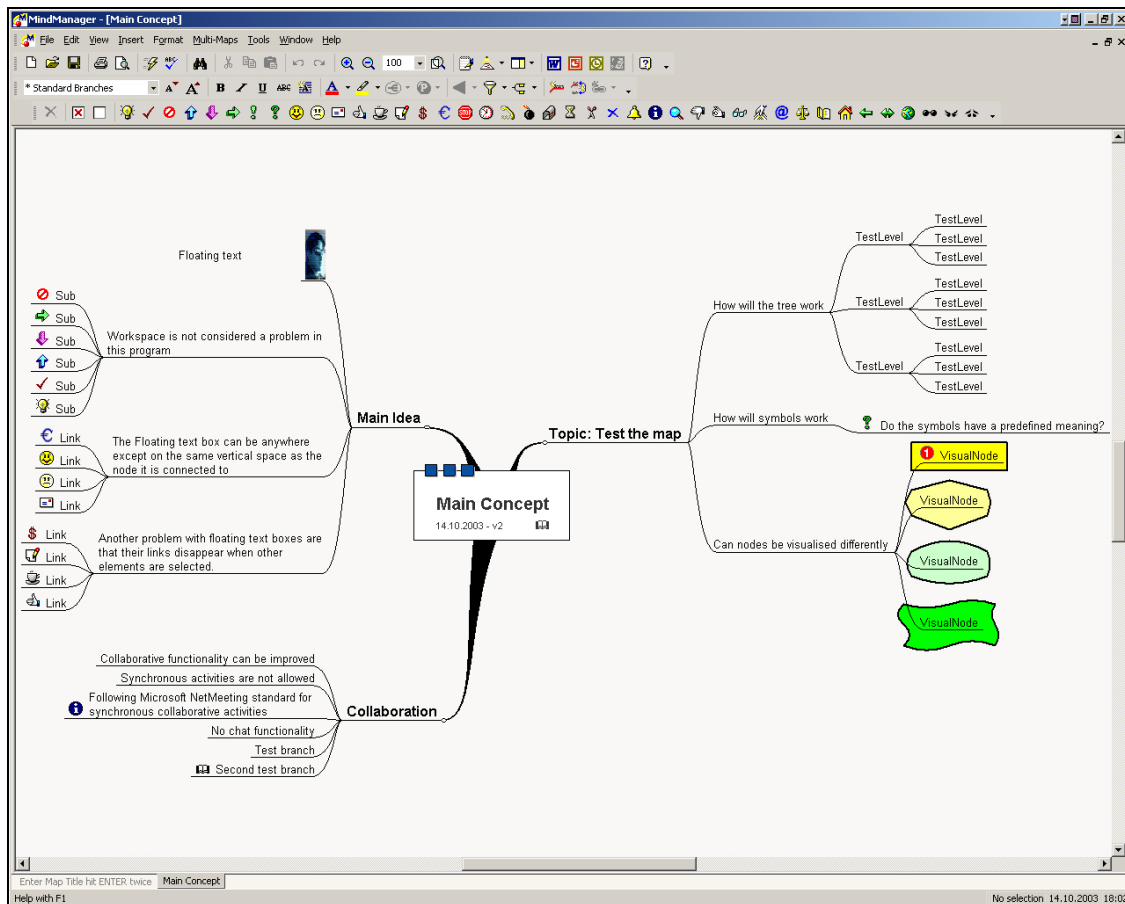 MindManager - [Main Concept]
File Edit View Insert Format Multi-Maps Tools Window Help
100
* Standard Branches
Floating text
Sub
Sub
Sub
Sub
Sub
Sub
Workspace is not considered a problem in
this program
Link
Link
Link
Link
The Floating text box can be anywhere
except on the same vertical space as the
node it is connected to
Link
Link
Link
Link
Another problem with floating text boxes are
that their links disappear when other
elements are selected.
Main Idea
Collaborative functionality can be improved
Synchronous activities are not allowed
Following Microsoft NetMeeting standard for
synchronous collaborative activities
No chat functionality
Test branch
Second test branch
Collaboration
Main Concept
14.10.2003 - v2
Topic: Test the map
How will the tree work
TestLevel
TestLevel
TestLevel
TestLevel
TestLevel
TestLevel
TestLevel
TestLevel
TestLevel
TestLevel
TestLevel
TestLevel
How will symbols work
Do the symbols have a predefined meaning?
Can nodes be visualised differently
1 VisualNode
VisualNode
VisualNode
VisualNode
Enter Map Title hit ENTER twice
Main Concept
Help with F1
No selection 14.10.2003 18:02